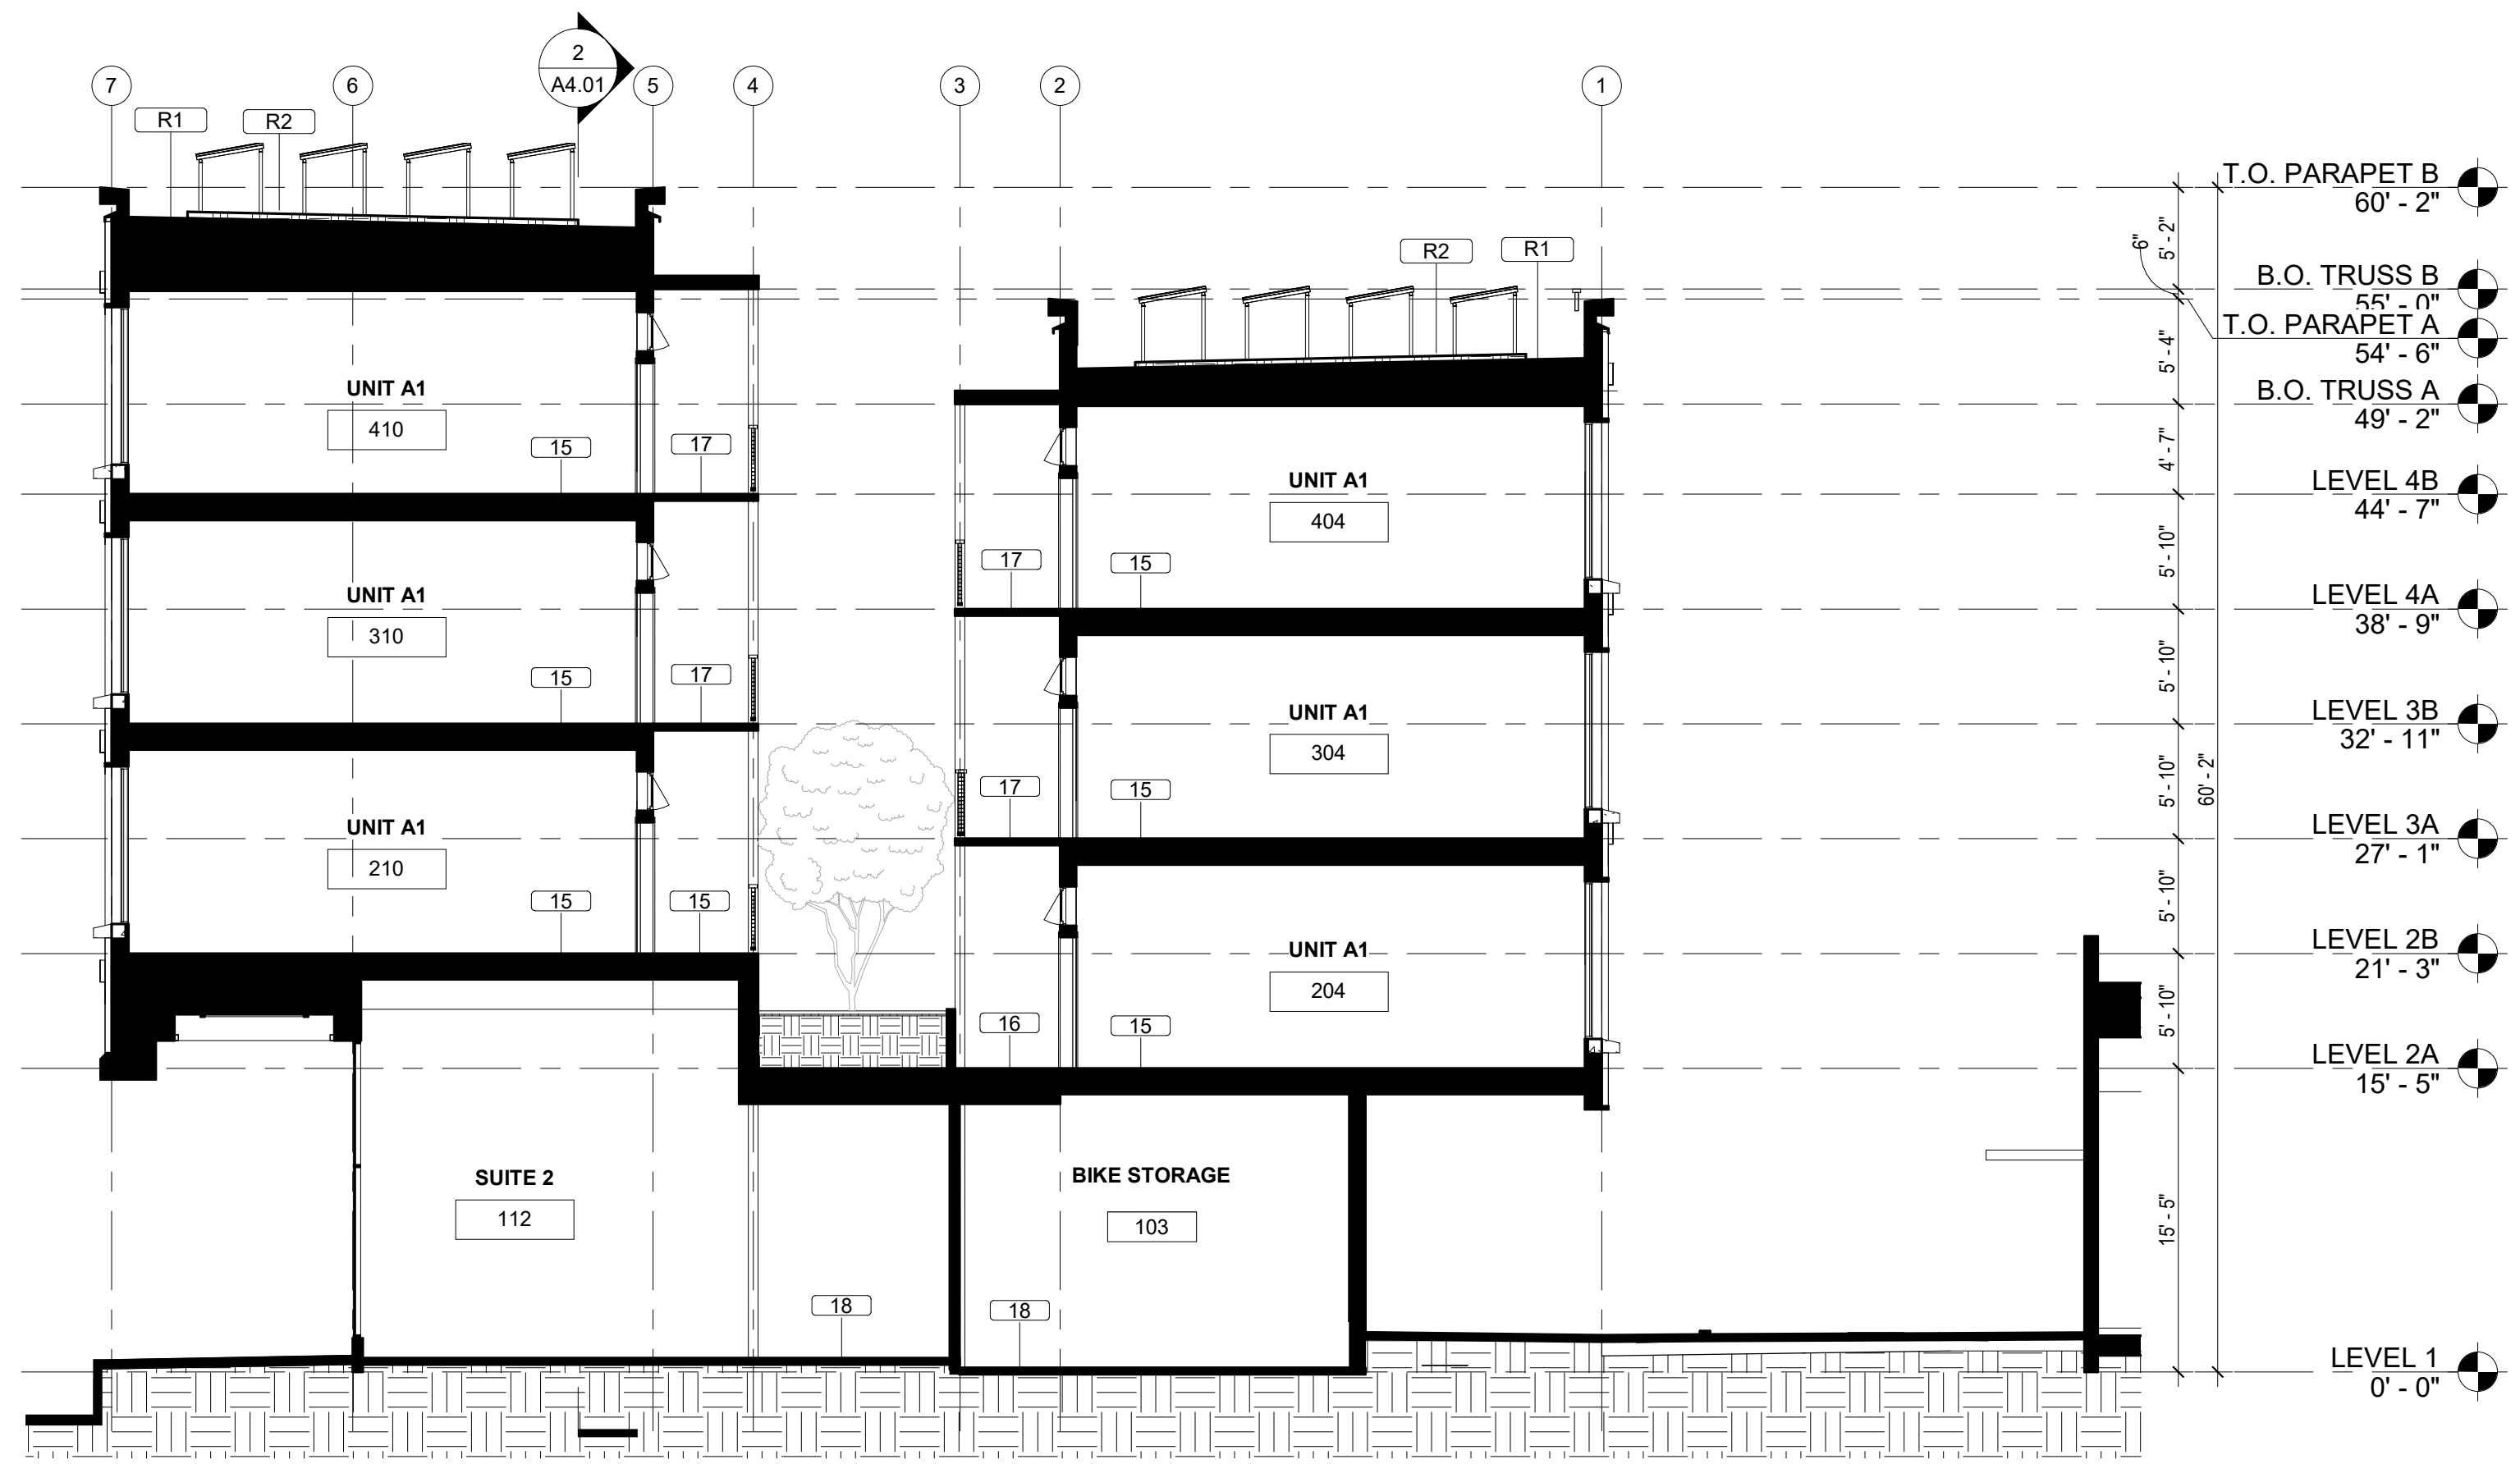 2
A4.01
7
6
5
4
3
2
1
R1
R2
T.O. PARAPET B
60' - 2"
5' - 2"
6"
R2
R1
B.O. TRUSS B
55' - 0"
T.O. PARAPET A
54' - 6"
5' - 4"
B.O. TRUSS A
49' - 2"
UNIT A1
410
15
17
4' - 7"
UNIT A1
404
LEVEL 4B
44' - 7"
17
15
5' - 10"
LEVEL 4A
38' - 9"
UNIT A1
310
15
17
5' - 10"
UNIT A1
304
LEVEL 3B
32' - 11"
17
15
5' - 10"
60' - 2"
LEVEL 3A
27' - 1"
UNIT A1
210
15
15
5' - 10"
UNIT A1
204
LEVEL 2B
21' - 3"
16
15
5' - 10"
LEVEL 2A
15' - 5"
SUITE 2
112
BIKE STORAGE
103
15' - 5"
18
18
LEVEL 1
0' - 0"